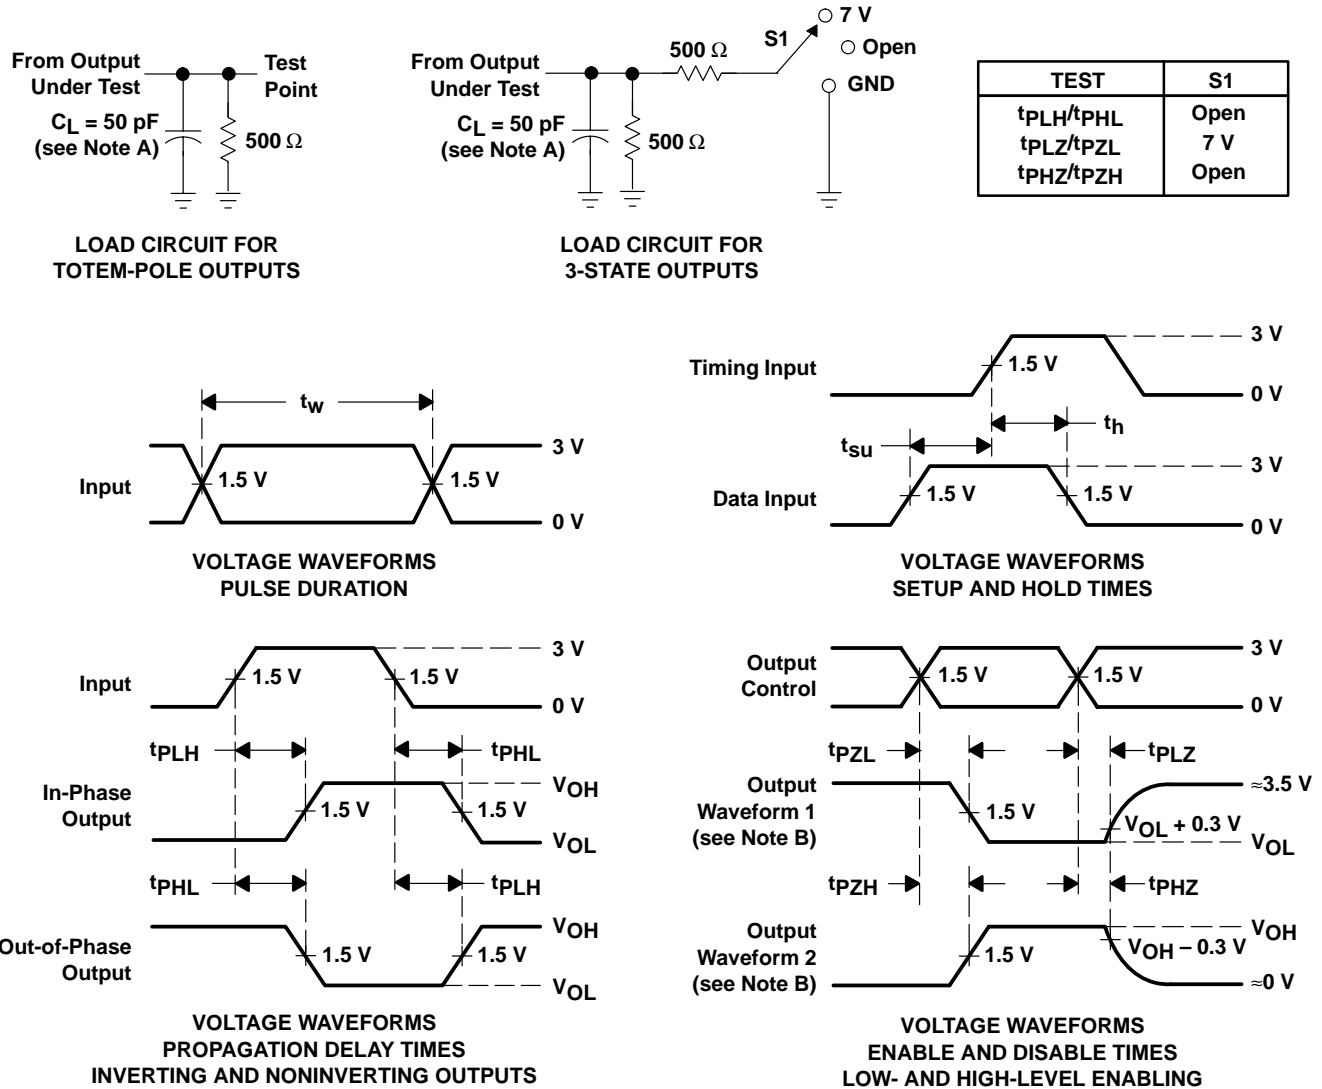 From Output
Under Test
Test
Point
CL = 50 pF
(see Note A)
500 Ω
LOAD CIRCUIT FOR
TOTEM-POLE OUTPUTS
From Output
Under Test
CL = 50 pF
(see Note A)
500 Ω
500 Ω
S1
7 V
Open
GND
LOAD CIRCUIT FOR
3-STATE OUTPUTS
TEST S1
tPLH/tPHL Open
tPLZ/tPZL 7 V
tPHZ/tPZH Open
tw
Input
1.5 V
1.5 V
3 V
0 V
VOLTAGE WAVEFORMS
PULSE DURATION
Timing Input
1.5 V
3 V
0 V
th
tsu
Data Input
1.5 V
1.5 V
3 V
0 V
VOLTAGE WAVEFORMS
SETUP AND HOLD TIMES
Input
1.5 V
1.5 V
3 V
0 V
tPLH
tPHL
In-Phase
Output
1.5 V
1.5 V
VOH
VOL
tPHL
tPLH
Out-of-Phase
Output
1.5 V
1.5 V
VOH
VOL
VOLTAGE WAVEFORMS
PROPAGATION DELAY TIMES
INVERTING AND NONINVERTING OUTPUTS
Output
Control
1.5 V
1.5 V
3 V
0 V
tPZL
tPLZ
Output
Waveform 1
(see Note B)
1.5 V
≈3.5 V
VOL + 0.3 V
VOL
tPZH
tPHZ
Output
Waveform 2
(see Note B)
1.5 V
VOH
VOH – 0.3 V
≈0 V
VOLTAGE WAVEFORMS
ENABLE AND DISABLE TIMES
LOW- AND HIGH-LEVEL ENABLING